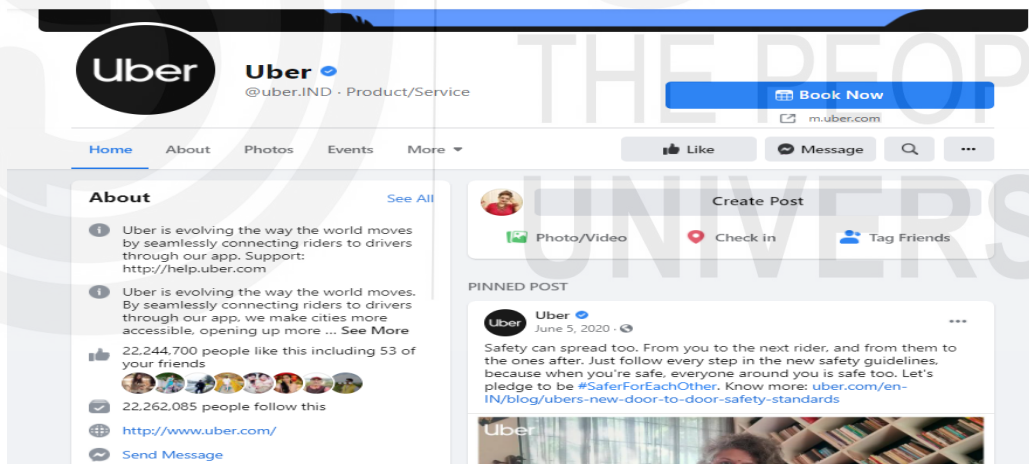 Uber
Uber
@uber.IND · Product/Service
Book Now
m.uber.com
Home About Photos Events More
Like Message
About See All
Uber is evolving the way the world moves
by seamlessly connecting riders to drivers
through our app. Support:
http://help.uber.com
Uber is evolving the way the world moves.
By seamlessly connecting riders to drivers
through our app, we make cities more
accessible, opening up more ... See More
22,244,700 people like this including 53 of
your friends
22,262,085 people follow this
http://www.uber.com/
Send Message
Create Post
Photo/Video Check in Tag Friends
PINNED POST
Uber
Uber
June 5, 2020 ·
Safety can spread too. From you to the next rider, and from them to
the ones after. Just follow every step in the new safety guidelines,
because when you're safe, everyone around you is safe too. Let's
pledge to be #SaferForEachOther. Know more: uber.com/en-
IN/blog/ubers-new-door-to-door-safety-standards
Uber
THE PEOP
UNIVERS